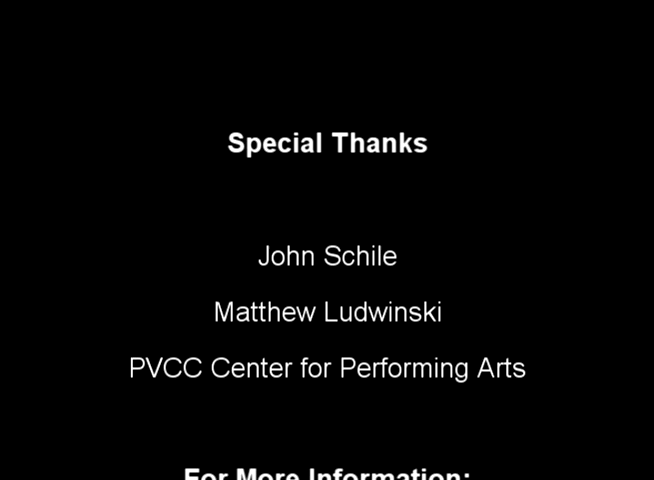 Special Thanks
John Schile
Matthew Ludwinski
PVCC Center for Performing Arts
For More Information: